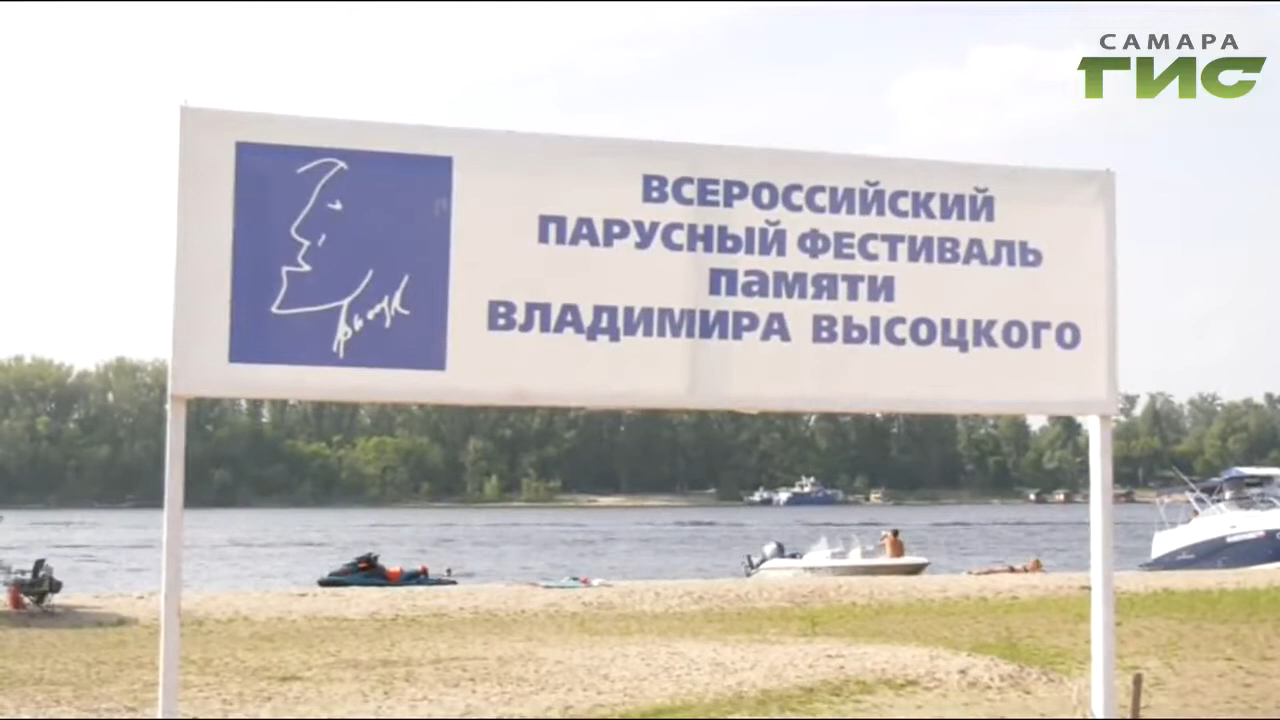 САМАРА
ГИС
ВСЕРОССИЙСКИЙ
ПАРУСНЫЙ ФЕСТИВАЛЬ
ПАМЯТИ
ВЛАДИМИРА ВЫСОЦКОГО